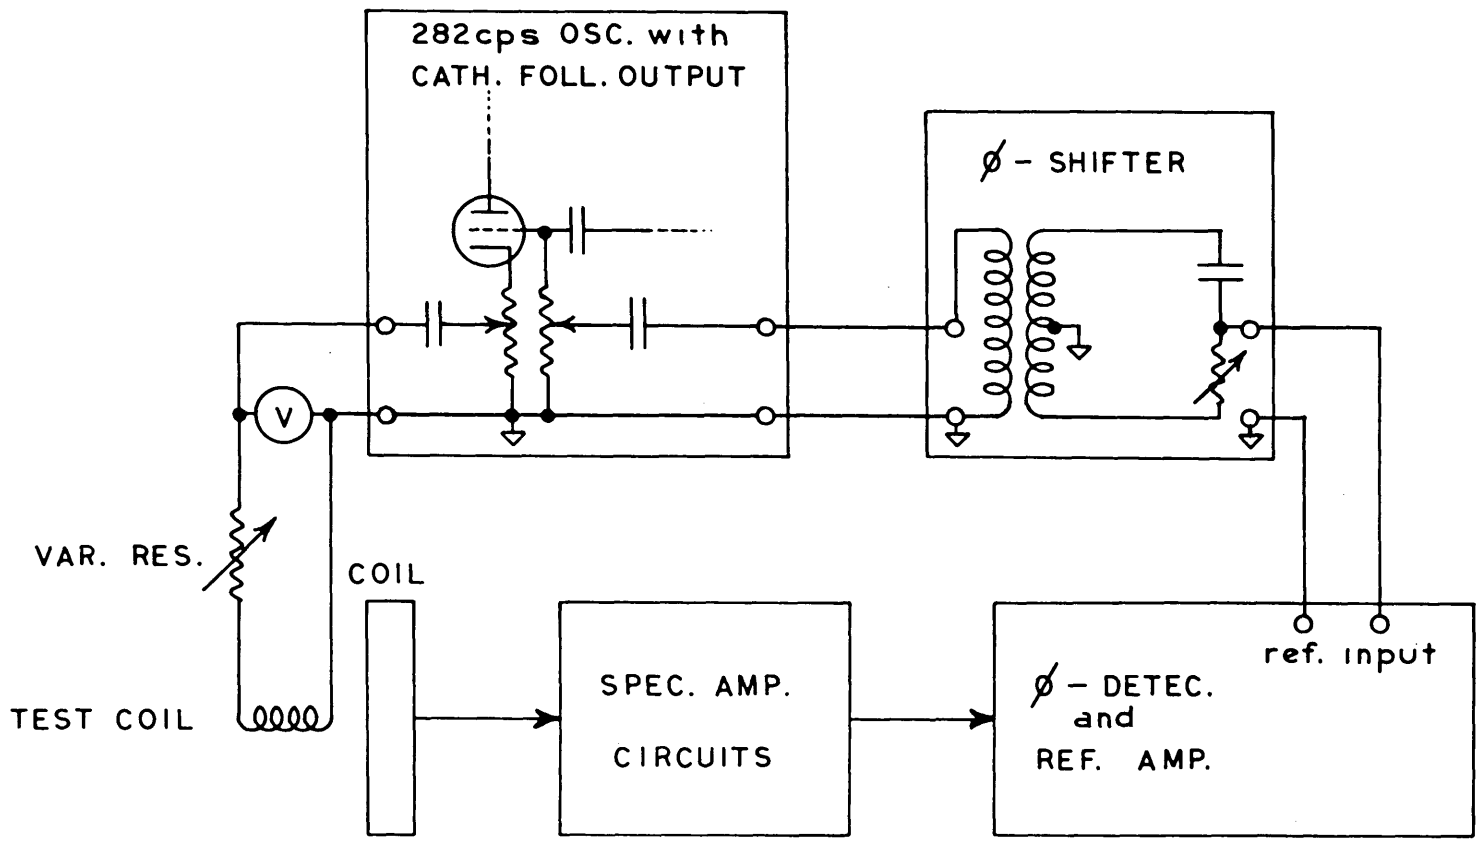 282cps OSC. with
CATH. FOLL. OUTPUT
Ø - SHIFTER
V
VAR. RES.
COIL
TEST COIL
SPEC. AMP.
CIRCUITS
ref. input
Ø - DETEC.
and
REF. AMP.